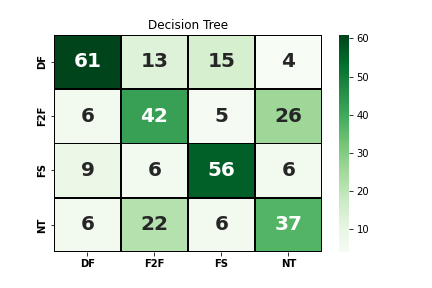 Decision Tree
DF 61 13 15 4
F2F 6 42 5 26
FS 9 6 56 6
NT 6 22 6 37
DF F2F FS NT
60
50
40
30
20
10